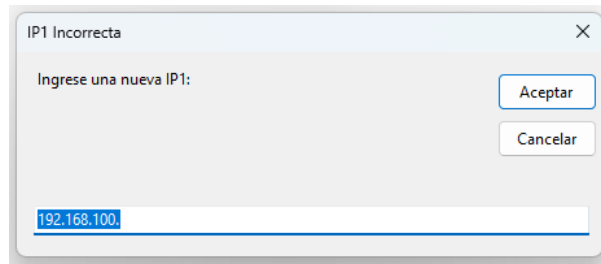 IP1 Incorrecta
Ingrese una nueva IP1:
Aceptar
Cancelar
192.168.100.